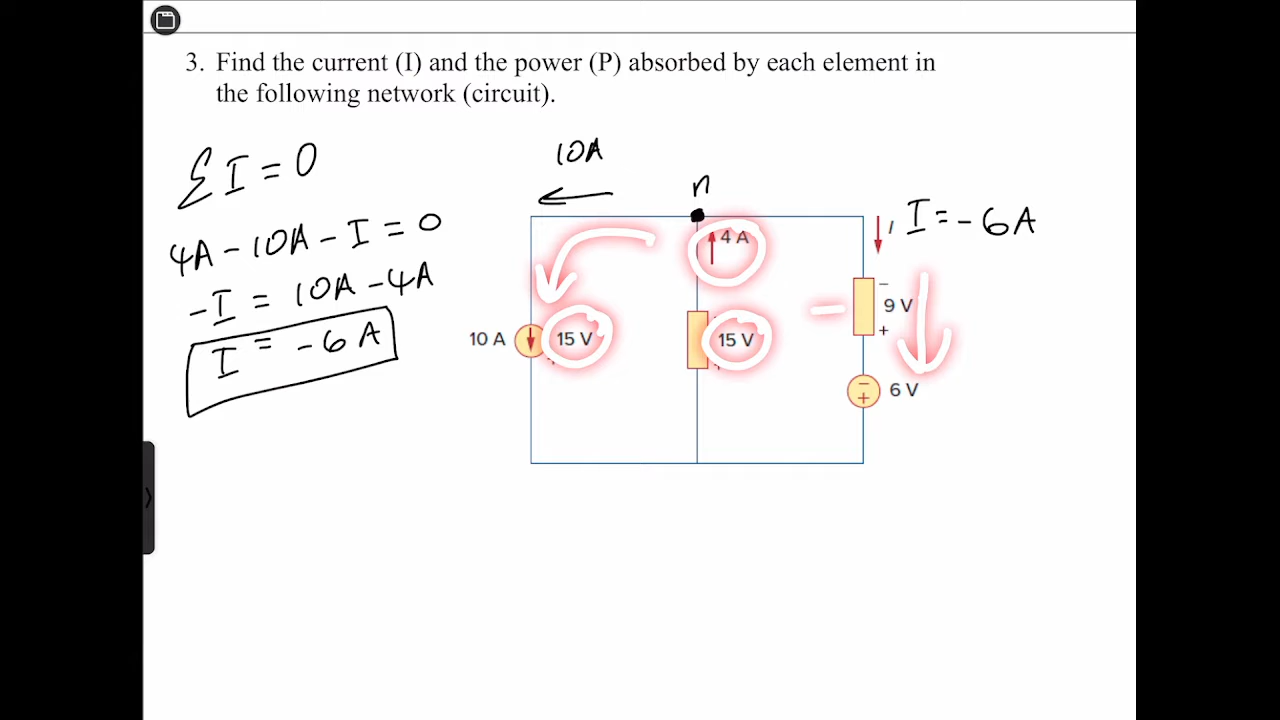 3. Find the current (I) and the power (P) absorbed by each element in
the following network (circuit).
ΣI = 0
4A - 10A - I = 0
-I = 10A - 4A
I = -6A
10A
n
4 A
I
I = -6A
10 A
15 V
15 V
−
9 V
+
−
+
6 V